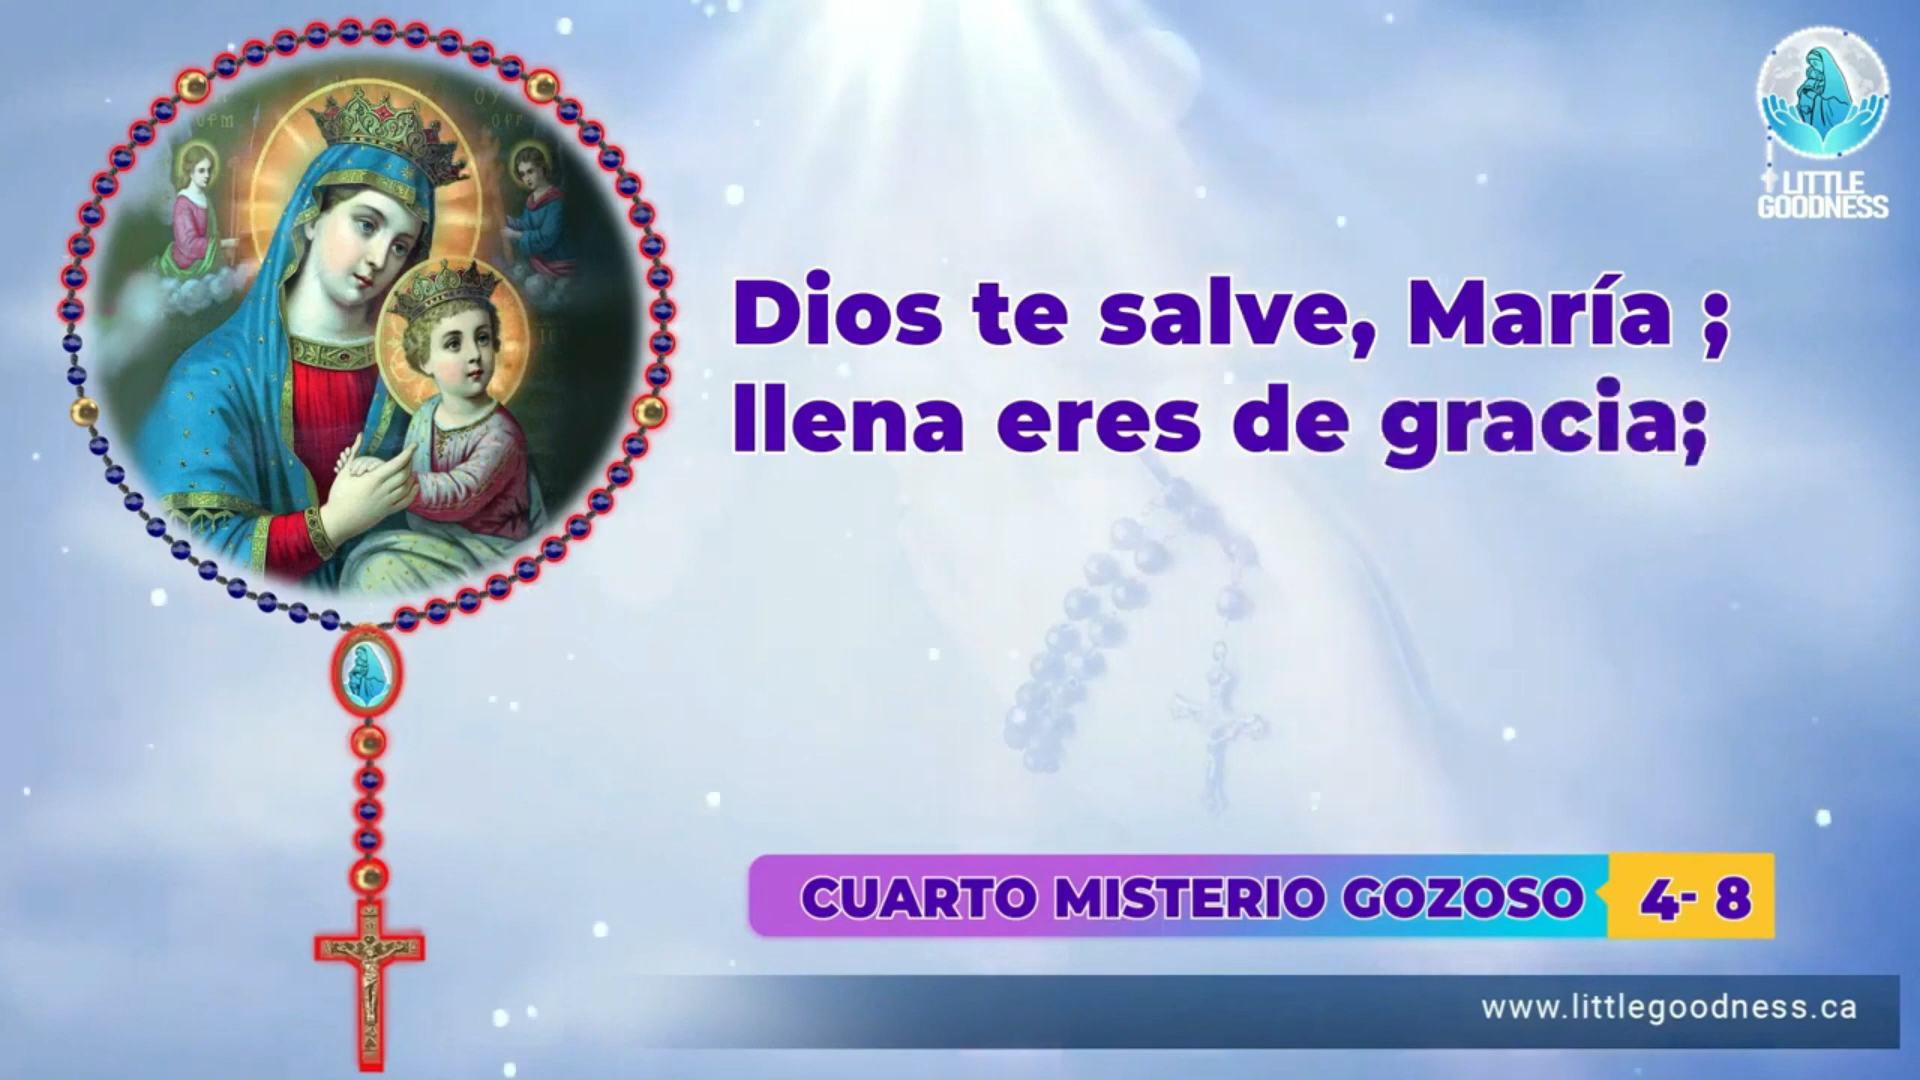 LITTLE
GOODNESS
Dios te salve, María ;
llena eres de gracia;
CUARTO MISTERIO GOZOSO 4- 8
www.littlegoodness.ca